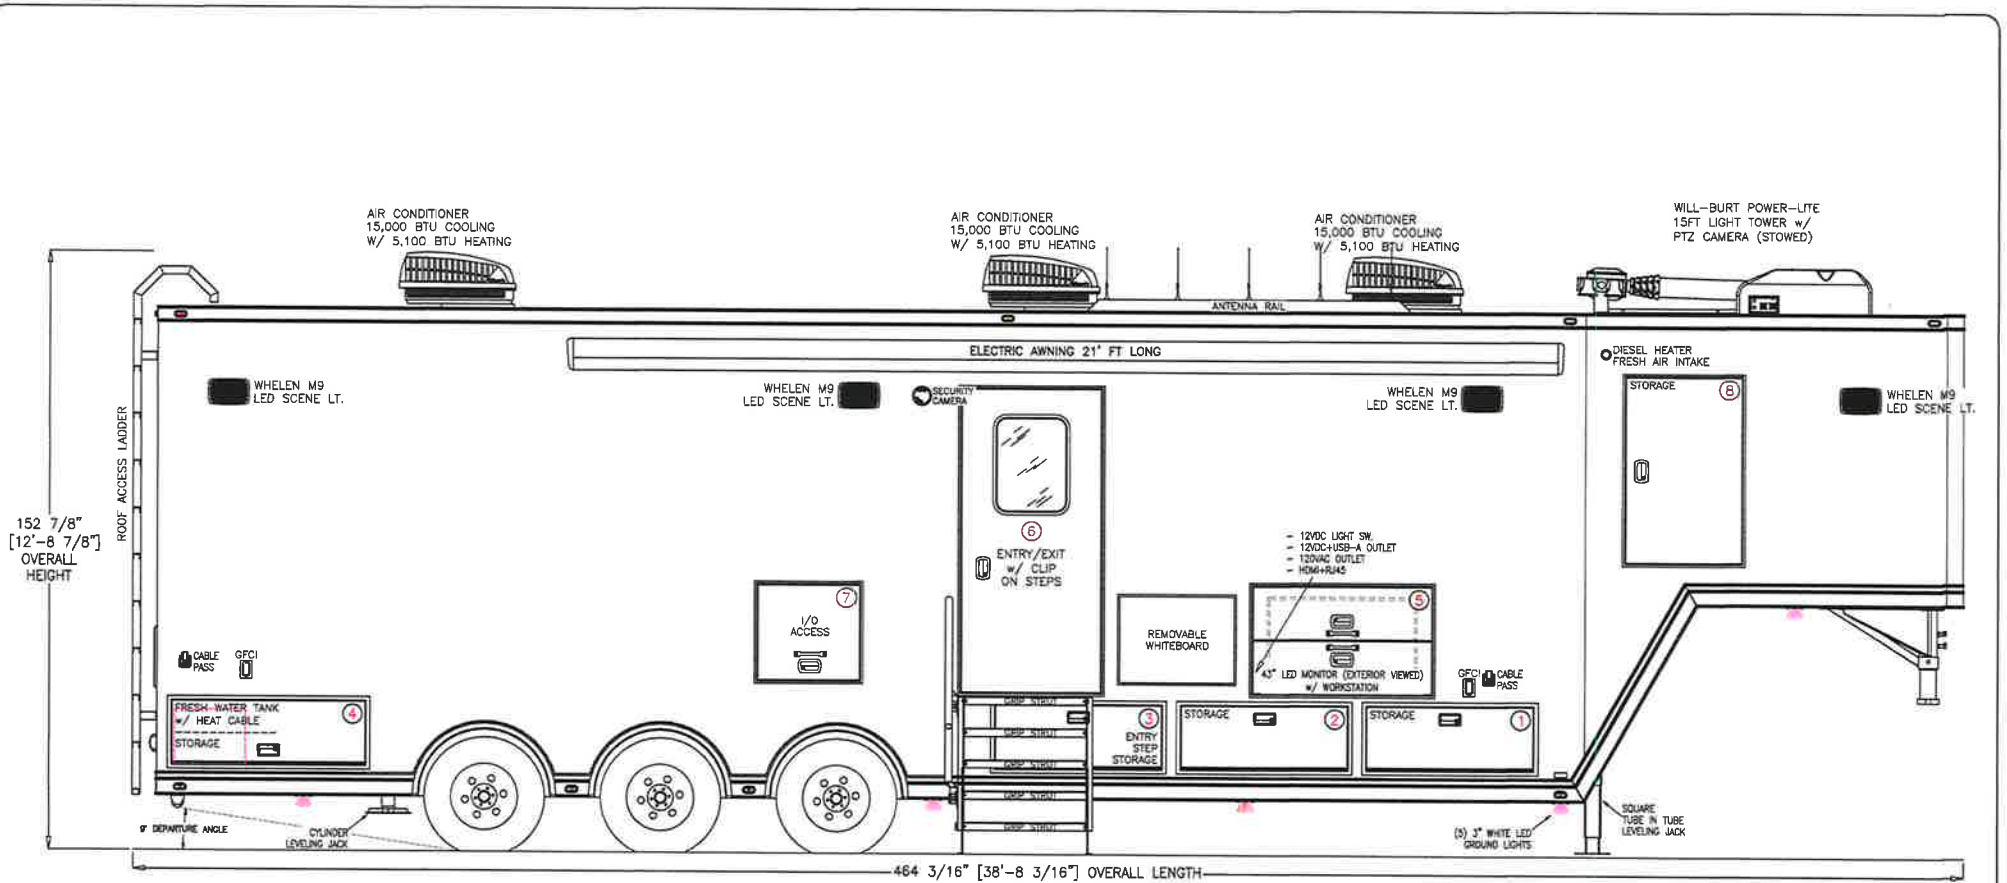 AIR CONDITIONER
15,000 BTU COOLING
W/ 5,100 BTU HEATING
AIR CONDITIONER
15,000 BTU COOLING
W/ 5,100 BTU HEATING
AIR CONDITIONER
15,000 BTU COOLING
W/ 5,100 BTU HEATING
WILL-BURT POWER-LITE
15FT LIGHT TOWER w/
PTZ CAMERA (STOWED)
ANTENNA RAIL
ELECTRIC AWNING 21' FT LONG
DIESEL HEATER
FRESH AIR INTAKE
WHELEN M9
LED SCENE LT.
WHELEN M9
LED SCENE LT.
SECURITY
CAMERA
WHELEN M9
LED SCENE LT.
STORAGE
8
WHELEN M9
LED SCENE LT.
ROOF ACCESS LADDER
152 7/8"
[12'-8 7/8"]
OVERALL
HEIGHT
6
ENTRY/EXIT
w/ CLIP
ON STEPS
- 12VDC LIGHT SW.
- 12VDC+USB-A OUTLET
- 120VAC OUTLET
- HDMI+RJ45
7
I/O
ACCESS
REMOVABLE
WHITEBOARD
5
43" LED MONITOR (EXTERIOR VIEWED)
w/ WORKSTATION
CABLE
PASS
GFCI
GFCI
CABLE
PASS
FRESH WATER TANK
w/ HEAT CABLE
4
STORAGE
GRIP STRUT
GRIP STRUT
GRIP STRUT
GRIP STRUT
GRIP STRUT
3
ENTRY
STEP
STORAGE
STORAGE
2
STORAGE
1
9° DEPARTURE ANGLE
CYLINDER
LEVELING JACK
(5) 3" WHITE LED
GROUND LIGHTS
SQUARE
TUBE IN TUBE
LEVELING JACK
464 3/16" [38'-8 3/16"] OVERALL LENGTH